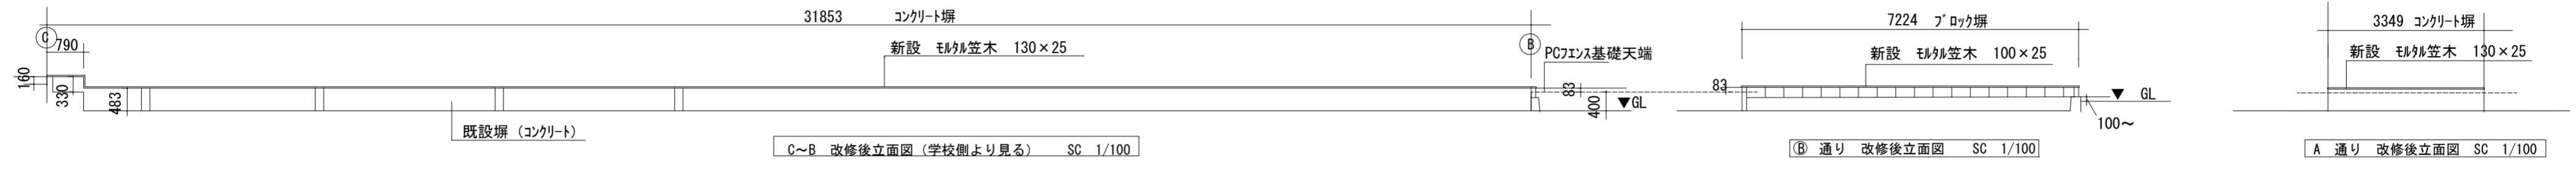 31853 コンクリート塀
C
790
160
330
483
新設 モルタル笠木 130×25
既設塀（コンクリート）
B
PCフエンス基礎天端
83
400
▼GL
C～B 改修後立面図（学校側より見る） SC 1/100
7224 ブロック塀
新設 モルタル笠木 100×25
83
▼ GL
100～
Ⓑ 通り 改修後立面図 SC 1/100
3349 コンクリート塀
新設 モルタル笠木 130×25
A 通り 改修後立面図 SC 1/100